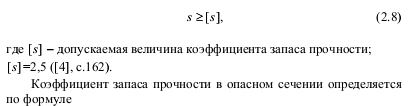 s ≥ [s], (2.8)
где [s] – допускаемая величина коэффициента запаса прочности;
[s]=2,5 ([4], с.162).
Коэффициент запаса прочности в опасном сечении определяется
по формуле